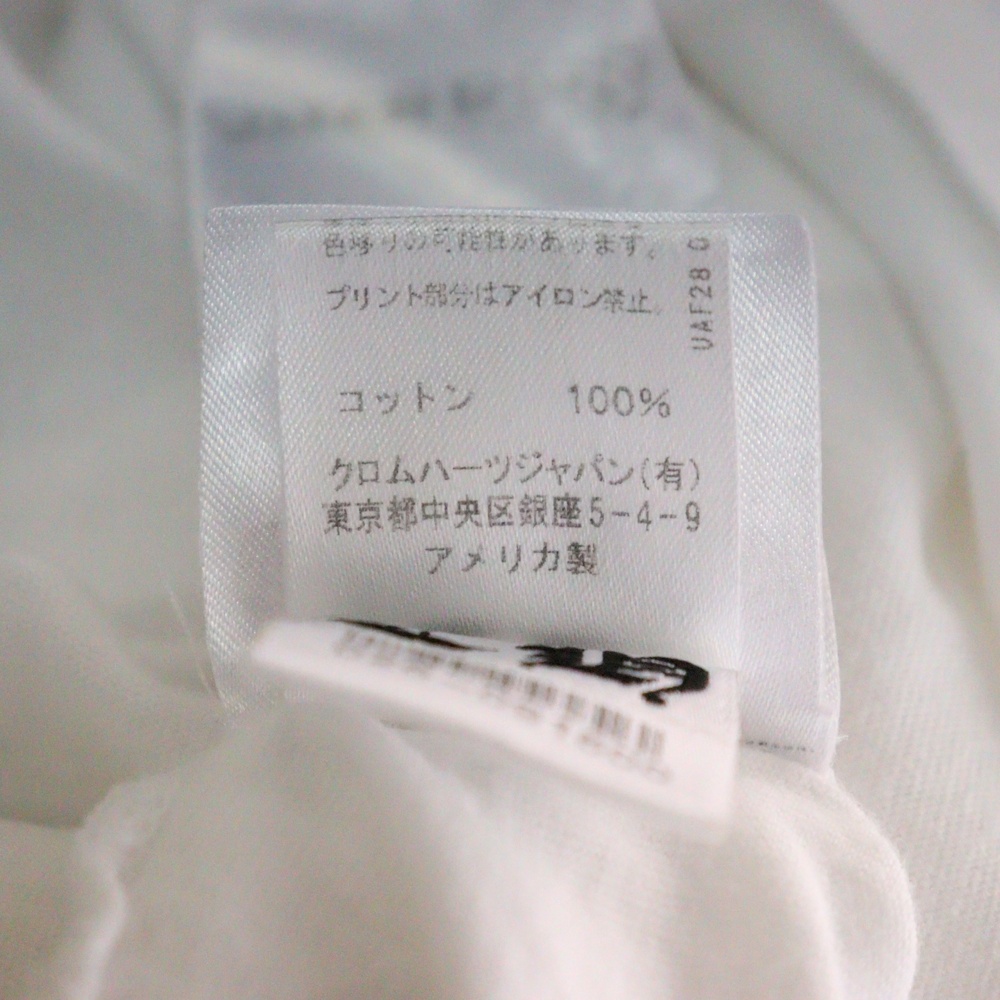 色移りの可能性があります。
プリント部分はアイロン禁止。
UAF28 G
コットン 100%
クロムハーツジャパン(有)
東京都中央区銀座5-4-9
アメリカ製